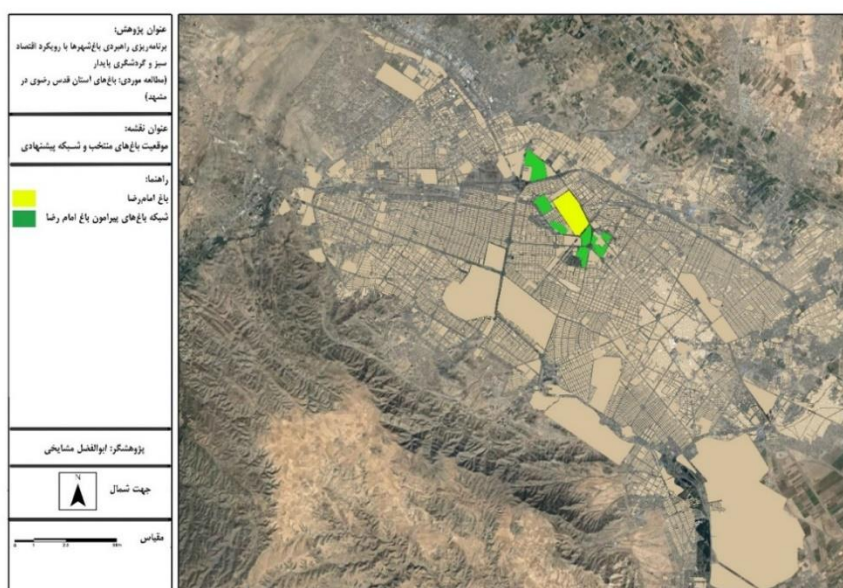 عنوان پژوهش:
برنامه‌ریزی راهبردی باغ‌شهرها با رویکرد اقتصاد
سبز و گردشگری پایدار
(مطالعه موردی: باغ‌های استان قدس رضوی در
مشهد)
عنوان نقشه:
موقعیت باغ‌های منتخب و شبکه پیشنهادی
راهنما:
باغ امام‌رضا
شبکه باغ‌های پیرامون باغ امام رضا
پژوهشگر: ابوالفضل مشایخی
N
جهت شمال
مقیاس